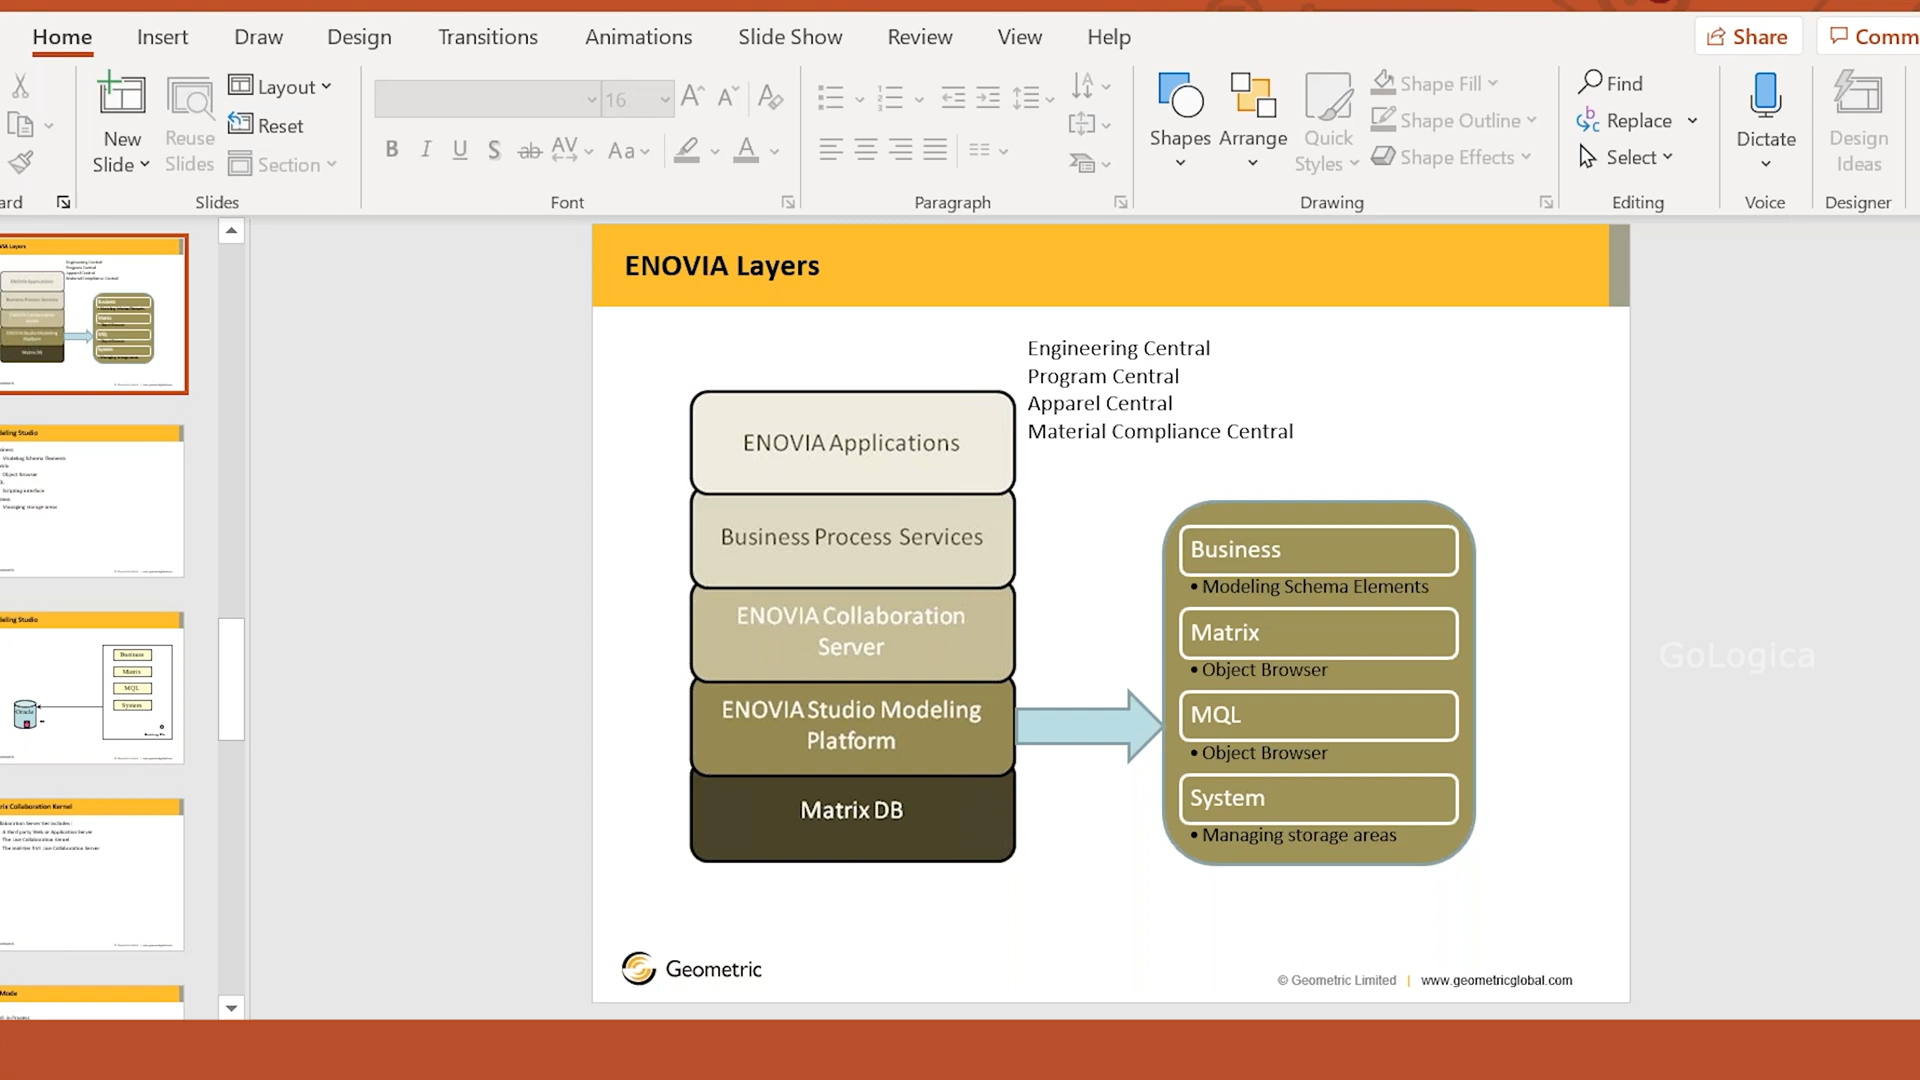 Home Insert Draw Design Transitions Animations Slide Show Review View Help Share Comm
New Slide
Reuse Slides
Layout
Reset
Section
16
Shapes
Arrange
Quick Styles
Shape Fill
Shape Outline
Shape Effects
Find
Replace
Select
Dictate
Design Ideas
ard Slides Font Paragraph Drawing Editing Voice Designer
ENOVIA Layers
Engineering Central
Program Central
Apparel Central
Material Compliance Central
ENOVIA Applications
Business Process Services
ENOVIA Collaboration
Server
ENOVIA Studio Modeling
Platform
Matrix DB
Business
• Modeling Schema Elements
Matrix
• Object Browser
MQL
• Object Browser
System
• Managing storage areas
GoLogica
Geometric
© Geometric Limited | www.geometricglobal.com